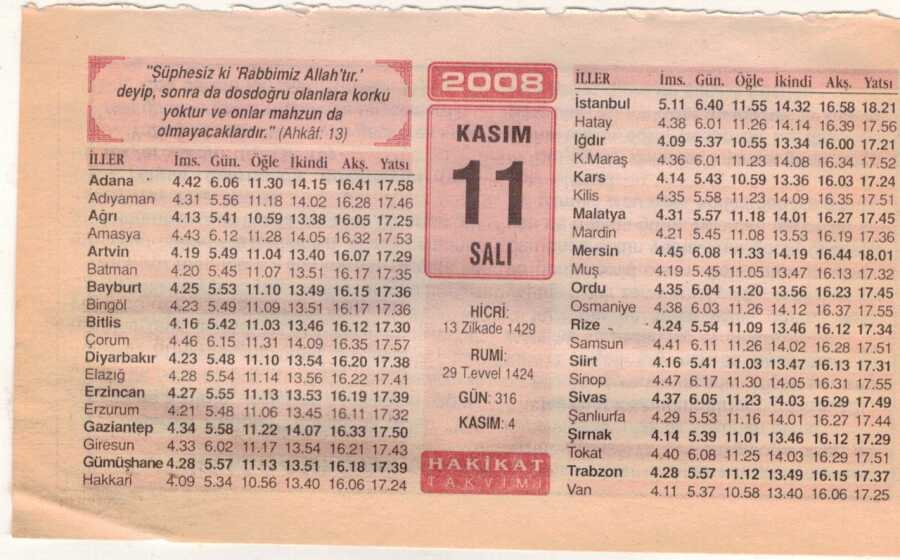 "Şüphesiz ki 'Rabbimiz Allah'tır.'
deyip, sonra da dosdoğru olanlara korku
yoktur ve onlar mahzun da
olmayacaklardır." (Ahkâf: 13)
İLLER İms. Gün. Öğle İkindi Akş. Yatsı
Adana 4.42 6.06 11.30 14.15 16.41 17.58
Adıyaman 4.31 5.56 11.18 14.02 16.28 17.46
Ağrı 4.13 5.41 10.59 13.38 16.05 17.25
Amasya 4.43 6.12 11.28 14.05 16.32 17.53
Artvin 4.19 5.49 11.04 13.40 16.07 17.29
Batman 4.20 5.45 11.07 13.51 16.17 17.35
Bayburt 4.25 5.53 11.10 13.49 16.15 17.36
Bingöl 4.23 5.49 11.09 13.51 16.17 17.36
Bitlis 4.16 5.42 11.03 13.46 16.12 17.30
Çorum 4.46 6.15 11.31 14.09 16.35 17.57
Diyarbakır 4.23 5.48 11.10 13.54 16.20 17.38
Elazığ 4.28 5.54 11.14 13.56 16.22 17.41
Erzincan 4.27 5.55 11.13 13.53 16.19 17.39
Erzurum 4.21 5.48 11.06 13.45 16.11 17.32
Gaziantep 4.34 5.58 11.22 14.07 16.33 17.50
Giresun 4.33 6.02 11.17 13.54 16.21 17.43
Gümüşhane 4.28 5.57 11.13 13.51 16.18 17.39
Hakkari 4.09 5.34 10.56 13.40 16.06 17.24
2008
KASIM
11
SALI
HİCRİ:
13 Zilkade 1429
RUMİ:
29 T.evvel 1424
GÜN: 316
KASIM: 4
HAKİKAT
TAKVİMİ
İLLER İms. Gün. Öğle İkindi Akş. Yatsı
İstanbul 5.11 6.40 11.55 14.32 16.58 18.21
Hatay 4.38 6.01 11.26 14.14 16.39 17.56
Iğdır 4.09 5.37 10.55 13.34 16.00 17.21
K.Maraş 4.36 6.01 11.23 14.08 16.34 17.52
Kars 4.14 5.43 10.59 13.36 16.03 17.24
Kilis 4.35 5.58 11.23 14.09 16.35 17.51
Malatya 4.31 5.57 11.18 14.01 16.27 17.45
Mardin 4.21 5.45 11.08 13.53 16.19 17.36
Mersin 4.45 6.08 11.33 14.19 16.44 18.01
Muş 4.19 5.45 11.05 13.47 16.13 17.32
Ordu 4.35 6.04 11.20 13.56 16.23 17.45
Osmaniye 4.38 6.03 11.26 14.12 16.37 17.55
Rize 4.24 5.54 11.09 13.46 16.12 17.34
Samsun 4.41 6.11 11.26 14.02 16.28 17.51
Siirt 4.16 5.41 11.03 13.47 16.13 17.31
Sinop 4.47 6.17 11.30 14.05 16.31 17.55
Sivas 4.37 6.05 11.23 14.03 16.29 17.49
Şanlıurfa 4.29 5.53 11.16 14.01 16.27 17.44
Şırnak 4.14 5.39 11.01 13.46 16.12 17.29
Tokat 4.40 6.08 11.25 14.03 16.29 17.51
Trabzon 4.28 5.57 11.12 13.49 16.15 17.37
Van 4.11 5.37 10.58 13.40 16.06 17.25